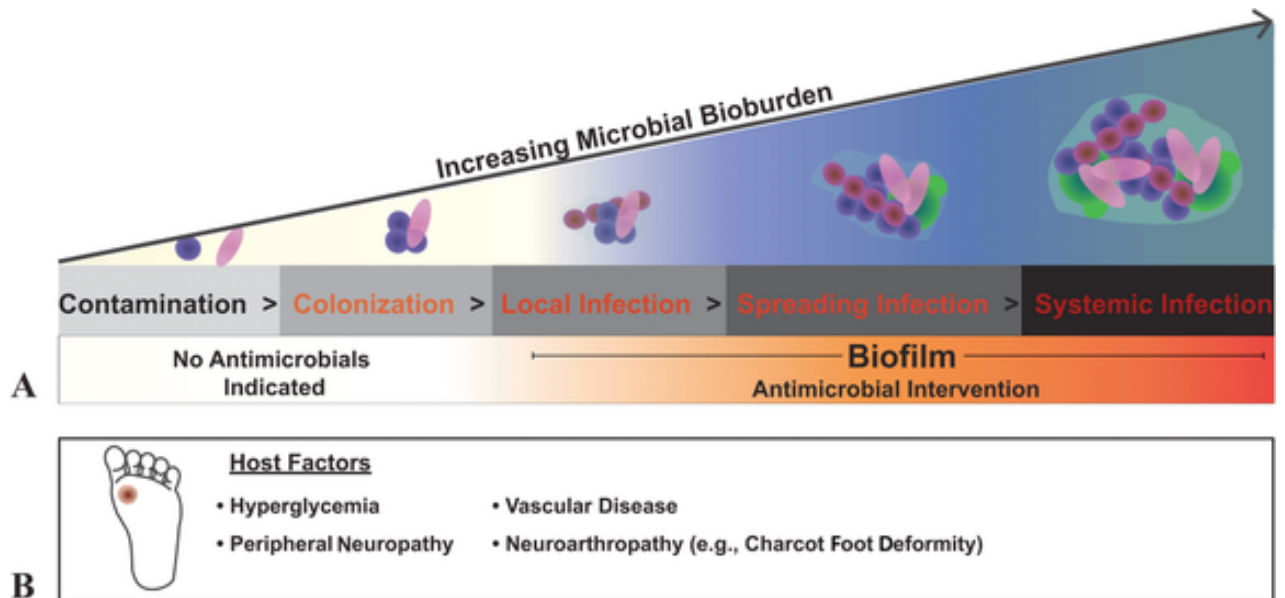 Increasing Microbial Bioburden
Contamination > Colonization > Local Infection > Spreading Infection > Systemic Infection
No Antimicrobials
Indicated
Biofilm
Antimicrobial Intervention
A
Host Factors
• Hyperglycemia
• Vascular Disease
• Peripheral Neuropathy
• Neuroarthropathy (e.g., Charcot Foot Deformity)
B